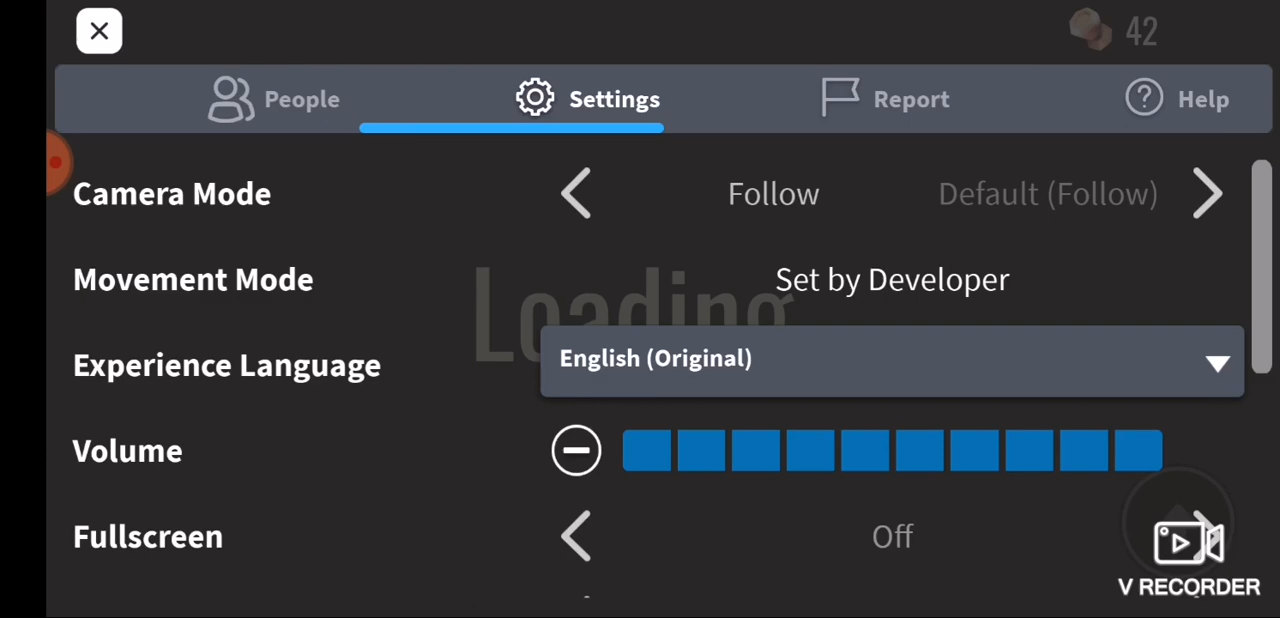 42
People Settings Report Help
Camera Mode Follow Default (Follow)
Movement Mode Set by Developer
Loading
Experience Language English (Original)
Volume
Fullscreen Off
V RECORDER